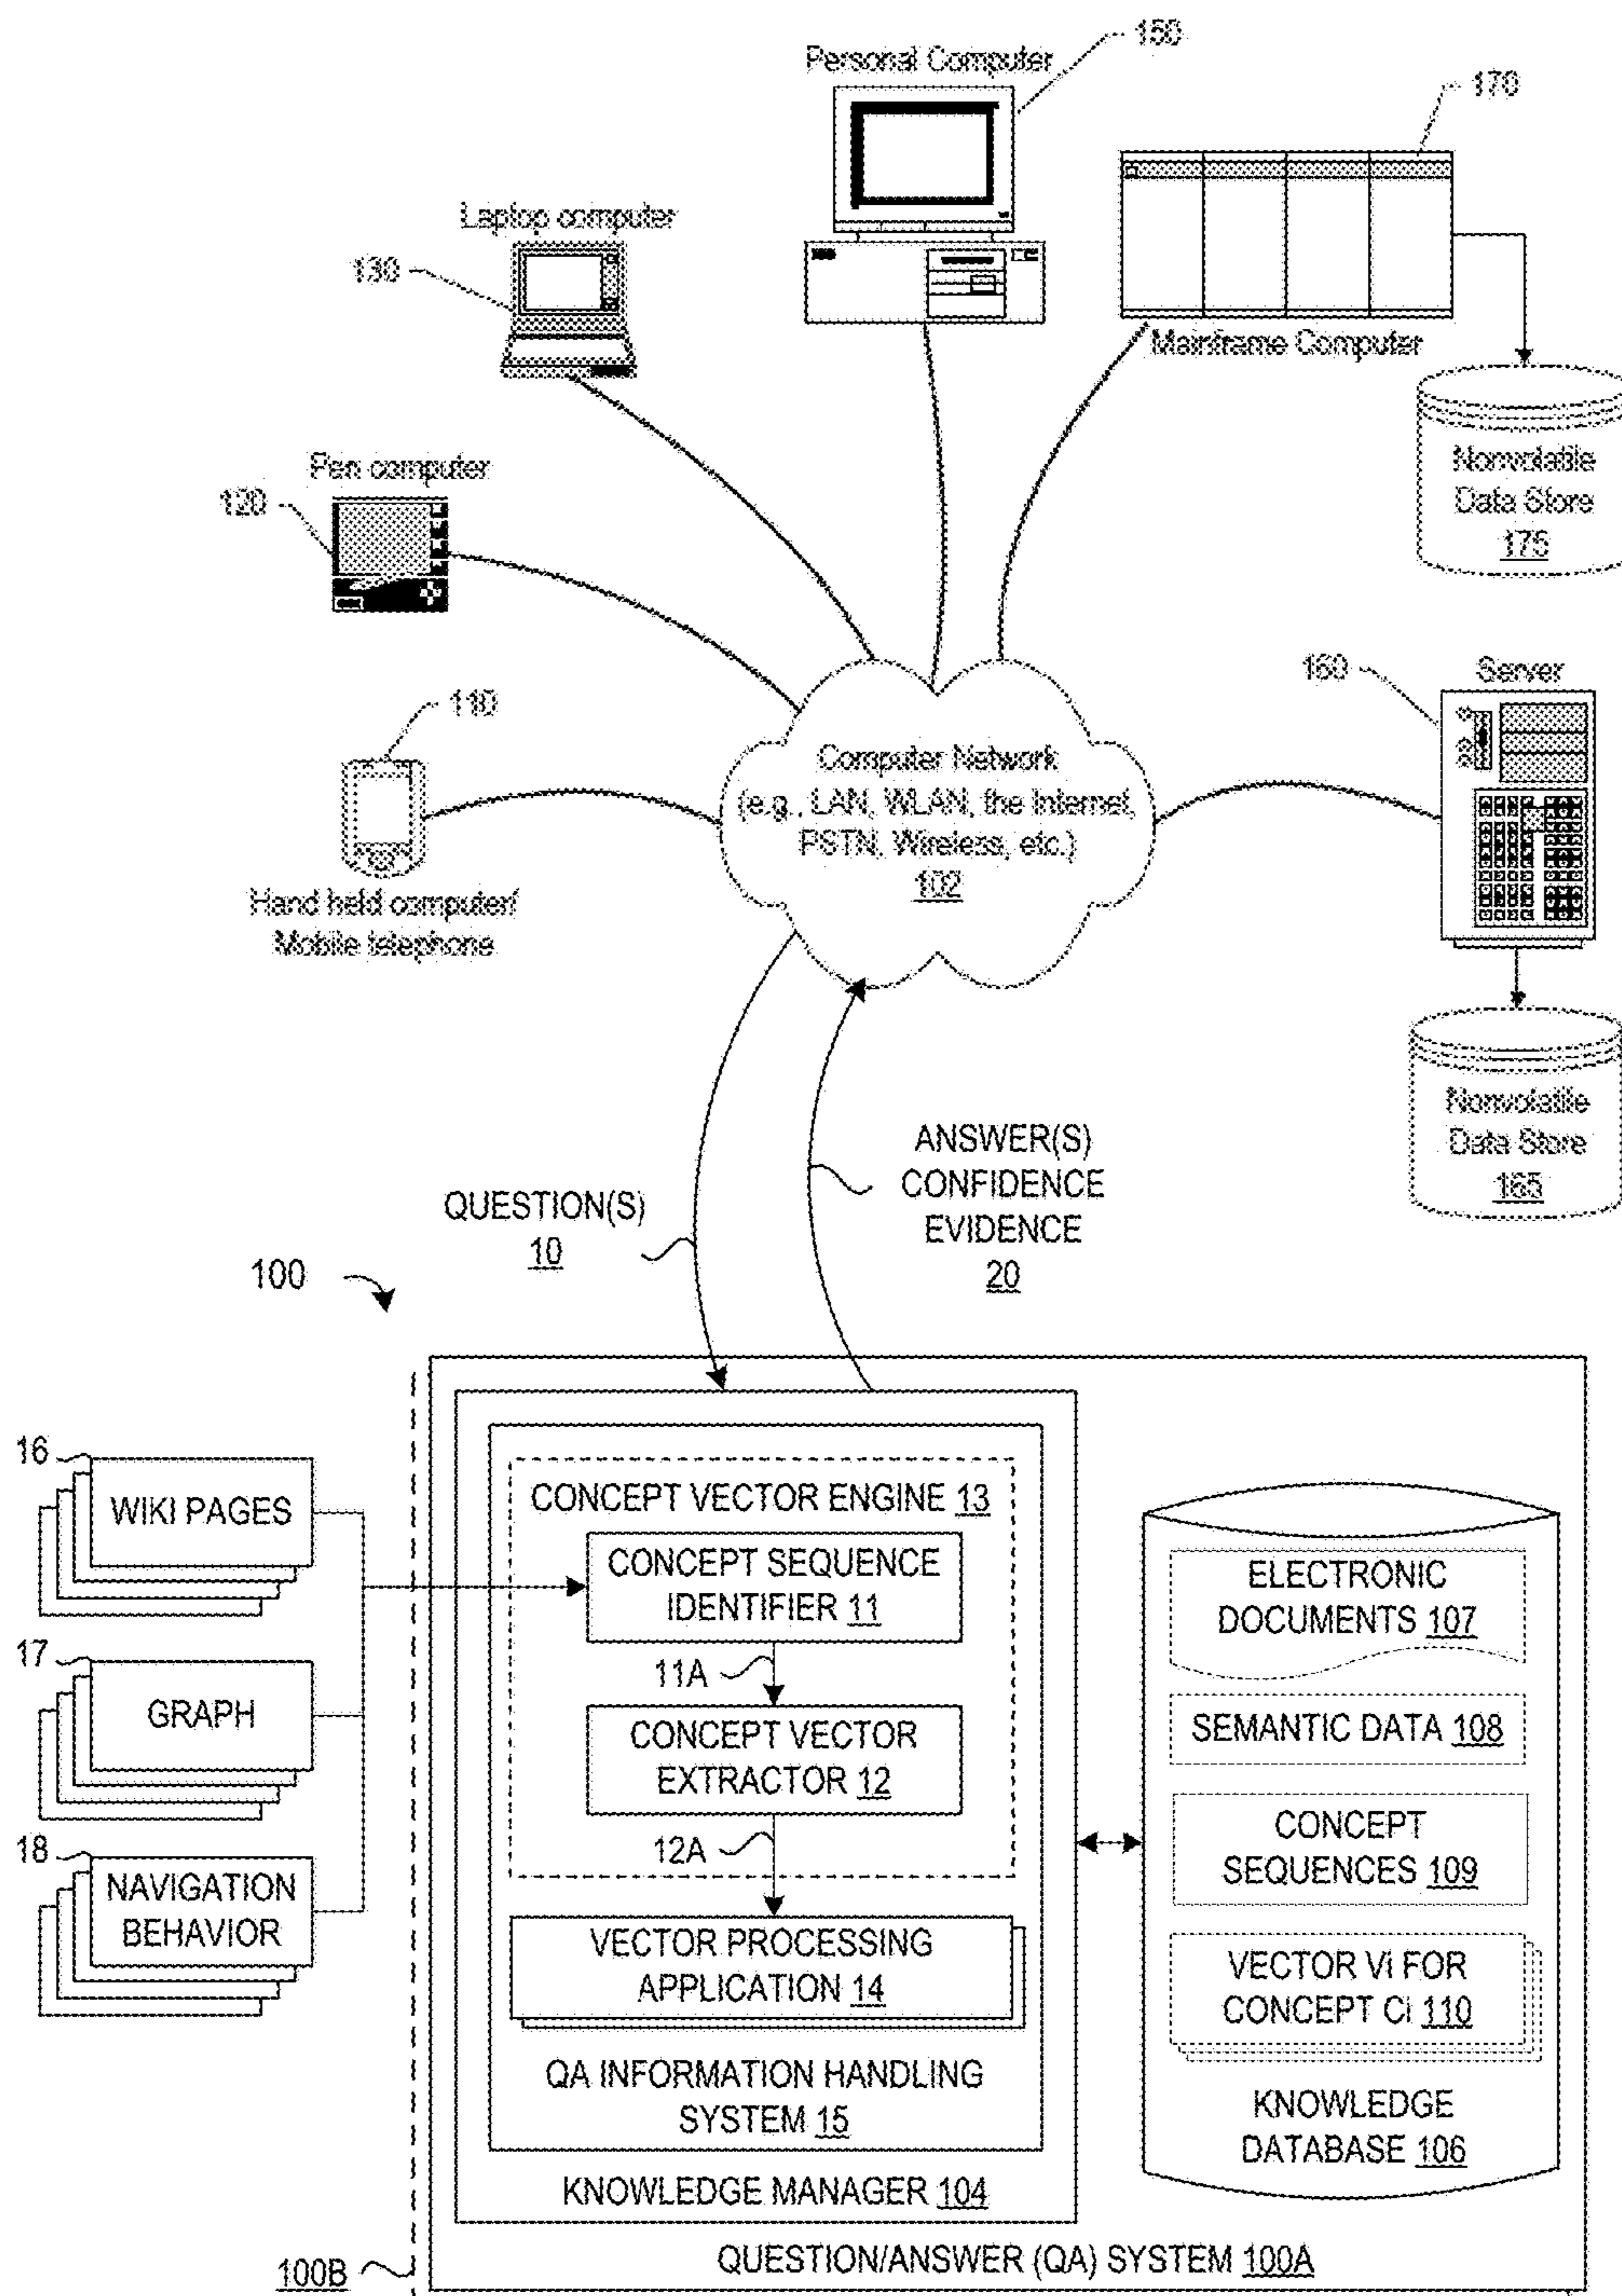 Personal Computer
150
170
Laptop computer
130
Mainframe Computer
Nonvolatile
Data Store
175
Pen computer
120
110
Hand held computer/
Mobile telephone
Computer Network
(e.g., LAN, WLAN, the Internet,
PSTN, Wireless, etc.)
102
160
Server
Nonvolatile
Data Store
165
QUESTION(S)
10
ANSWER(S)
CONFIDENCE
EVIDENCE
20
100
16
WIKI PAGES
17
GRAPH
18
NAVIGATION
BEHAVIOR
CONCEPT VECTOR ENGINE 13
CONCEPT SEQUENCE
IDENTIFIER 11
11A
CONCEPT VECTOR
EXTRACTOR 12
12A
VECTOR PROCESSING
APPLICATION 14
QA INFORMATION HANDLING
SYSTEM 15
KNOWLEDGE MANAGER 104
ELECTRONIC
DOCUMENTS 107
SEMANTIC DATA 108
CONCEPT
SEQUENCES 109
VECTOR Vi FOR
CONCEPT Ci 110
KNOWLEDGE
DATABASE 106
QUESTION/ANSWER (QA) SYSTEM 100A
100B